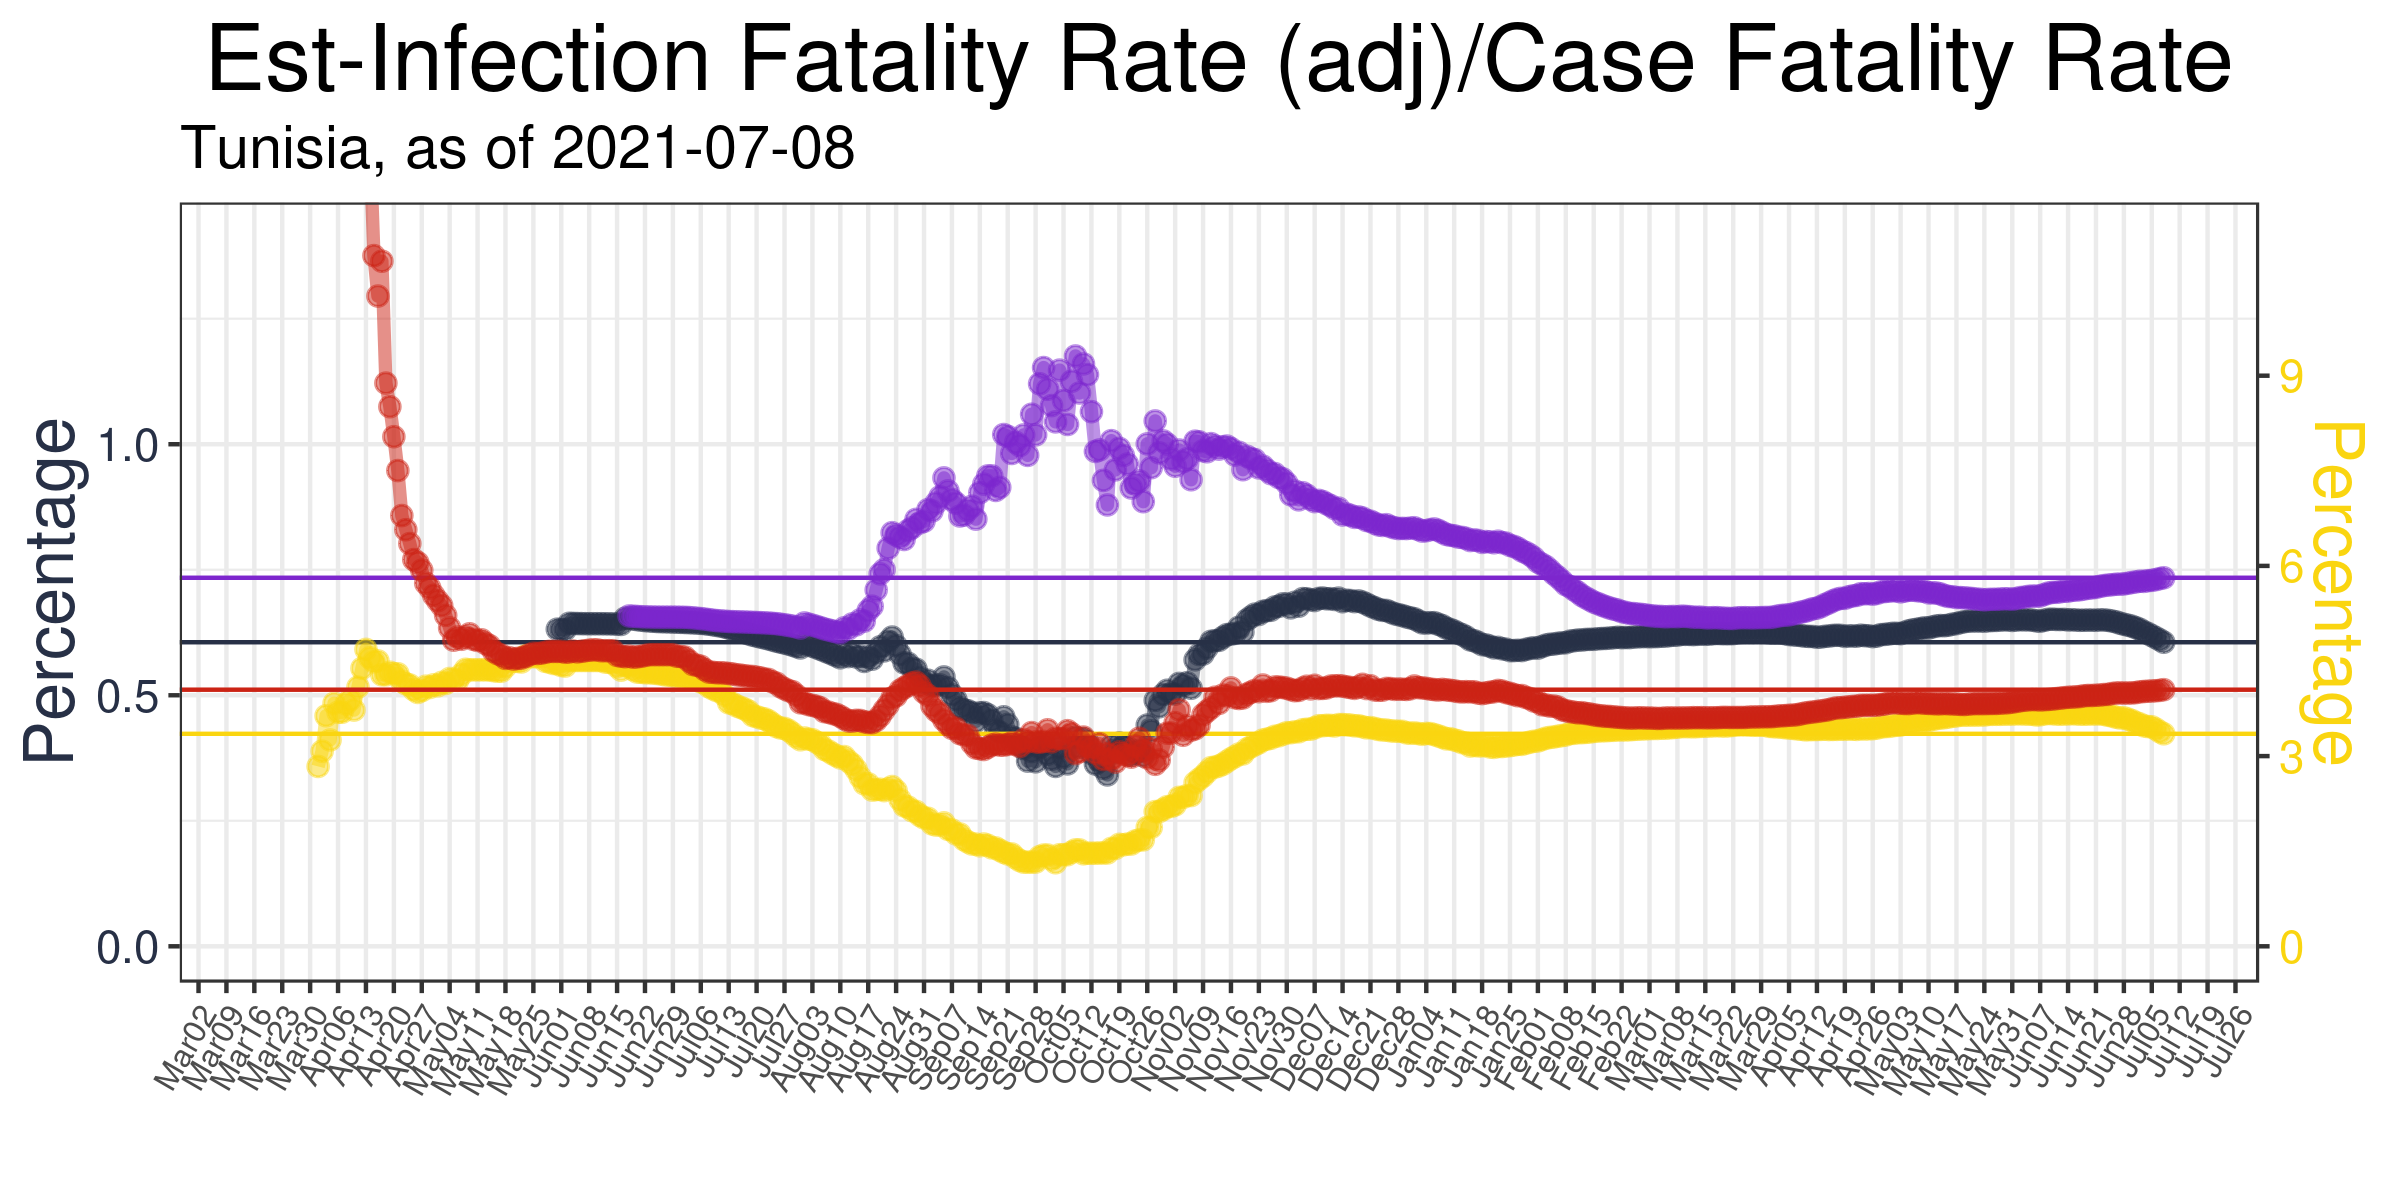 Est-Infection Fatality Rate (adj)/Case Fatality Rate
Tunisia, as of 2021-07-08
Percentage
1.0
0.5
0.0
9
6
3
0
Percentage
Mar02
Mar09
Mar16
Mar23
Mar30
Apr06
Apr13
Apr20
Apr27
May04
May11
May18
May25
Jun01
Jun08
Jun15
Jun22
Jun29
Jul06
Jul13
Jul20
Jul27
Aug03
Aug10
Aug17
Aug24
Aug31
Sep07
Sep14
Sep21
Sep28
Oct05
Oct12
Oct19
Oct26
Nov02
Nov09
Nov16
Nov23
Nov30
Dec07
Dec14
Dec21
Dec28
Jan04
Jan11
Jan18
Jan25
Feb01
Feb08
Feb15
Feb22
Mar01
Mar08
Mar15
Mar22
Mar29
Apr05
Apr12
Apr19
Apr26
May03
May10
May17
May24
May31
Jun07
Jun14
Jun21
Jun28
Jul05
Jul12
Jul19
Jul26